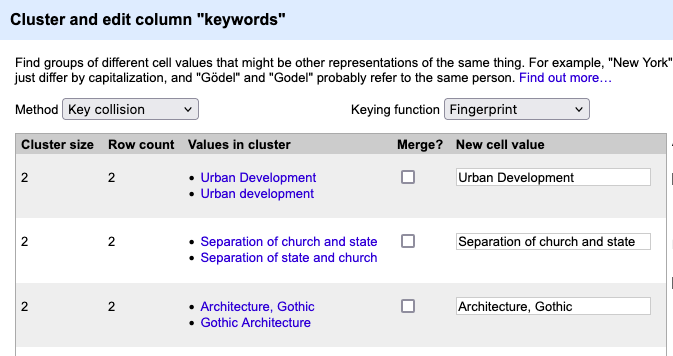 Cluster and edit column "keywords"
Find groups of different cell values that might be other representations of the same thing. For example, "New York"
just differ by capitalization, and "Gödel" and "Godel" probably refer to the same person. Find out more…
Method Key collision Keying function Fingerprint
Cluster size Row count Values in cluster Merge? New cell value
2 2 • Urban Development Urban Development
• Urban development
2 2 • Separation of church and state Separation of church and state
• Separation of state and church
2 2 • Architecture, Gothic Architecture, Gothic
• Gothic Architecture